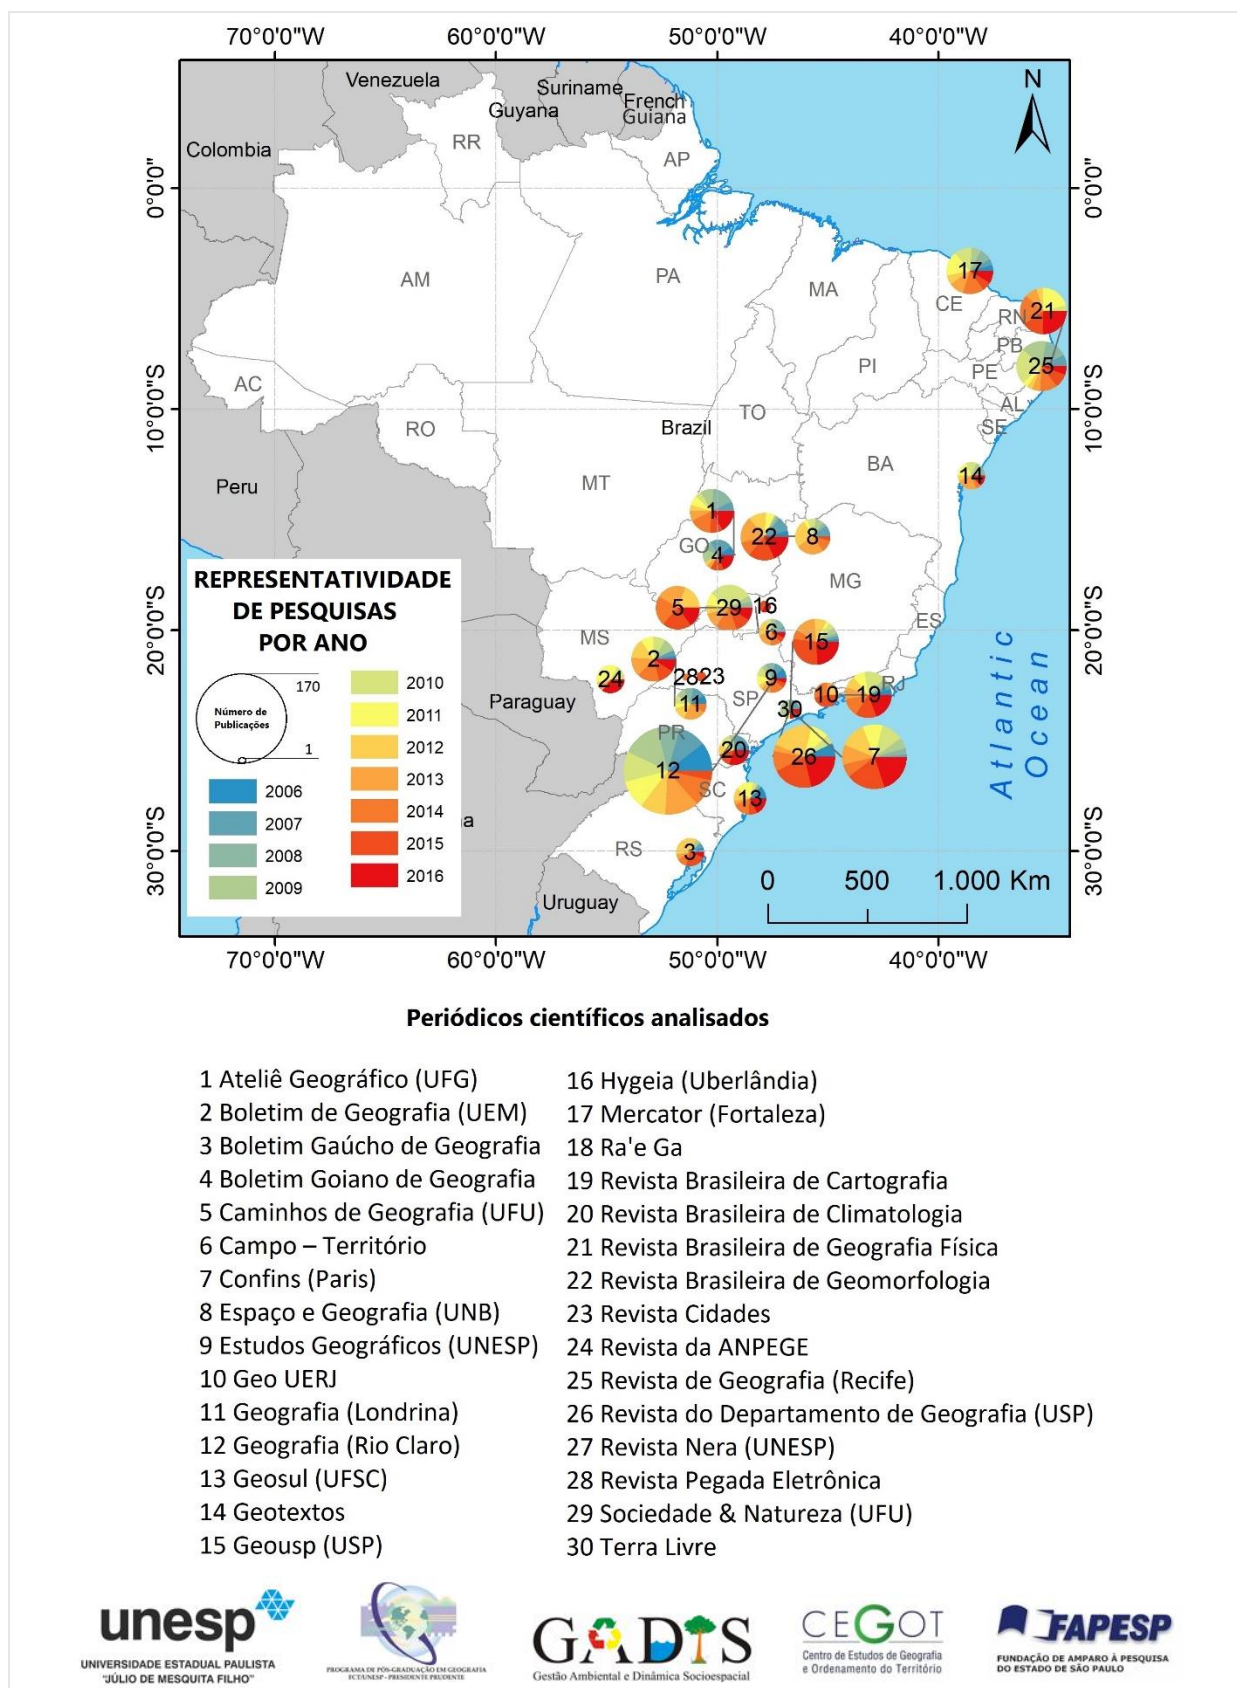 70°0'0"W 60°0'0"W 50°0'0"W 40°0'0"W
Venezuela
Suriname
French
Guiana
Guyana
Colombia
N
RR
AP
0°0'0"
0°0'0"
AM
PA
MA
CE
17
RN
21
PB
PI
PE
25
AC
RO
TO
AL
SE
10°0'0"S
10°0'0"S
Brazil
Peru
MT
BA
14
1
GO
22
8
4
MG
REPRESENTATIVIDADE
DE PESQUISAS
POR ANO
170
Número de
Publicações
1
2006
2007
2008
2009
2010
2011
2012
2013
2014
2015
2016
5
29
16
ES
20°0'0"S
20°0'0"S
MS
6
15
2
24
28
23
9
10
19
RJ
Paraguay
11
SP
30
PR
12
20
26
7
Atlantic
Ocean
SC
13
na
RS
3
30°0'0"S
30°0'0"S
0 500 1.000 Km
Uruguay
70°0'0"W 60°0'0"W 50°0'0"W 40°0'0"W
Periódicos científicos analisados
1 Ateliê Geográfico (UFG)
2 Boletim de Geografia (UEM)
3 Boletim Gaúcho de Geografia
4 Boletim Goiano de Geografia
5 Caminhos de Geografia (UFU)
6 Campo – Território
7 Confins (Paris)
8 Espaço e Geografia (UNB)
9 Estudos Geográficos (UNESP)
10 Geo UERJ
11 Geografia (Londrina)
12 Geografia (Rio Claro)
13 Geosul (UFSC)
14 Geotextos
15 Geousp (USP)
16 Hygeia (Uberlândia)
17 Mercator (Fortaleza)
18 Ra'e Ga
19 Revista Brasileira de Cartografia
20 Revista Brasileira de Climatologia
21 Revista Brasileira de Geografia Física
22 Revista Brasileira de Geomorfologia
23 Revista Cidades
24 Revista da ANPEGE
25 Revista de Geografia (Recife)
26 Revista do Departamento de Geografia (USP)
27 Revista Nera (UNESP)
28 Revista Pegada Eletrônica
29 Sociedade & Natureza (UFU)
30 Terra Livre
unesp
UNIVERSIDADE ESTADUAL PAULISTA
"JÚLIO DE MESQUITA FILHO"
PROGRAMA DE PÓS-GRADUAÇÃO EM GEOGRAFIA
FCT/UNESP - PRESIDENTE PRUDENTE
GADIS
Gestão Ambiental e Dinâmica Socioespacial
CEGOT
Centro de Estudos de Geografia
e Ordenamento do Território
FAPESP
FUNDAÇÃO DE AMPARO À PESQUISA
DO ESTADO DE SÃO PAULO